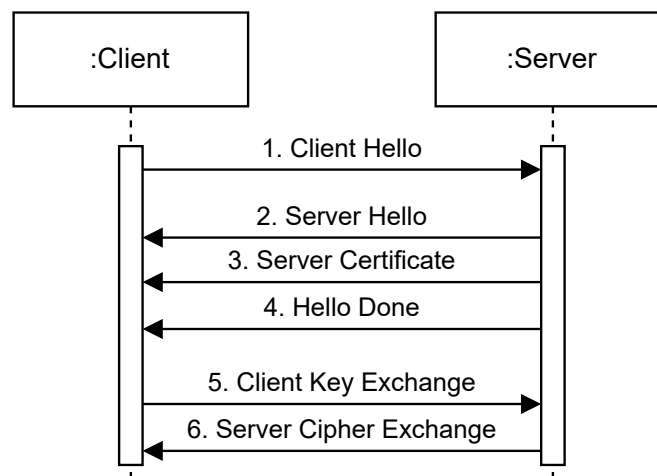 :Client
:Server
1. Client Hello
2. Server Hello
3. Server Certificate
4. Hello Done
5. Client Key Exchange
6. Server Cipher Exchange